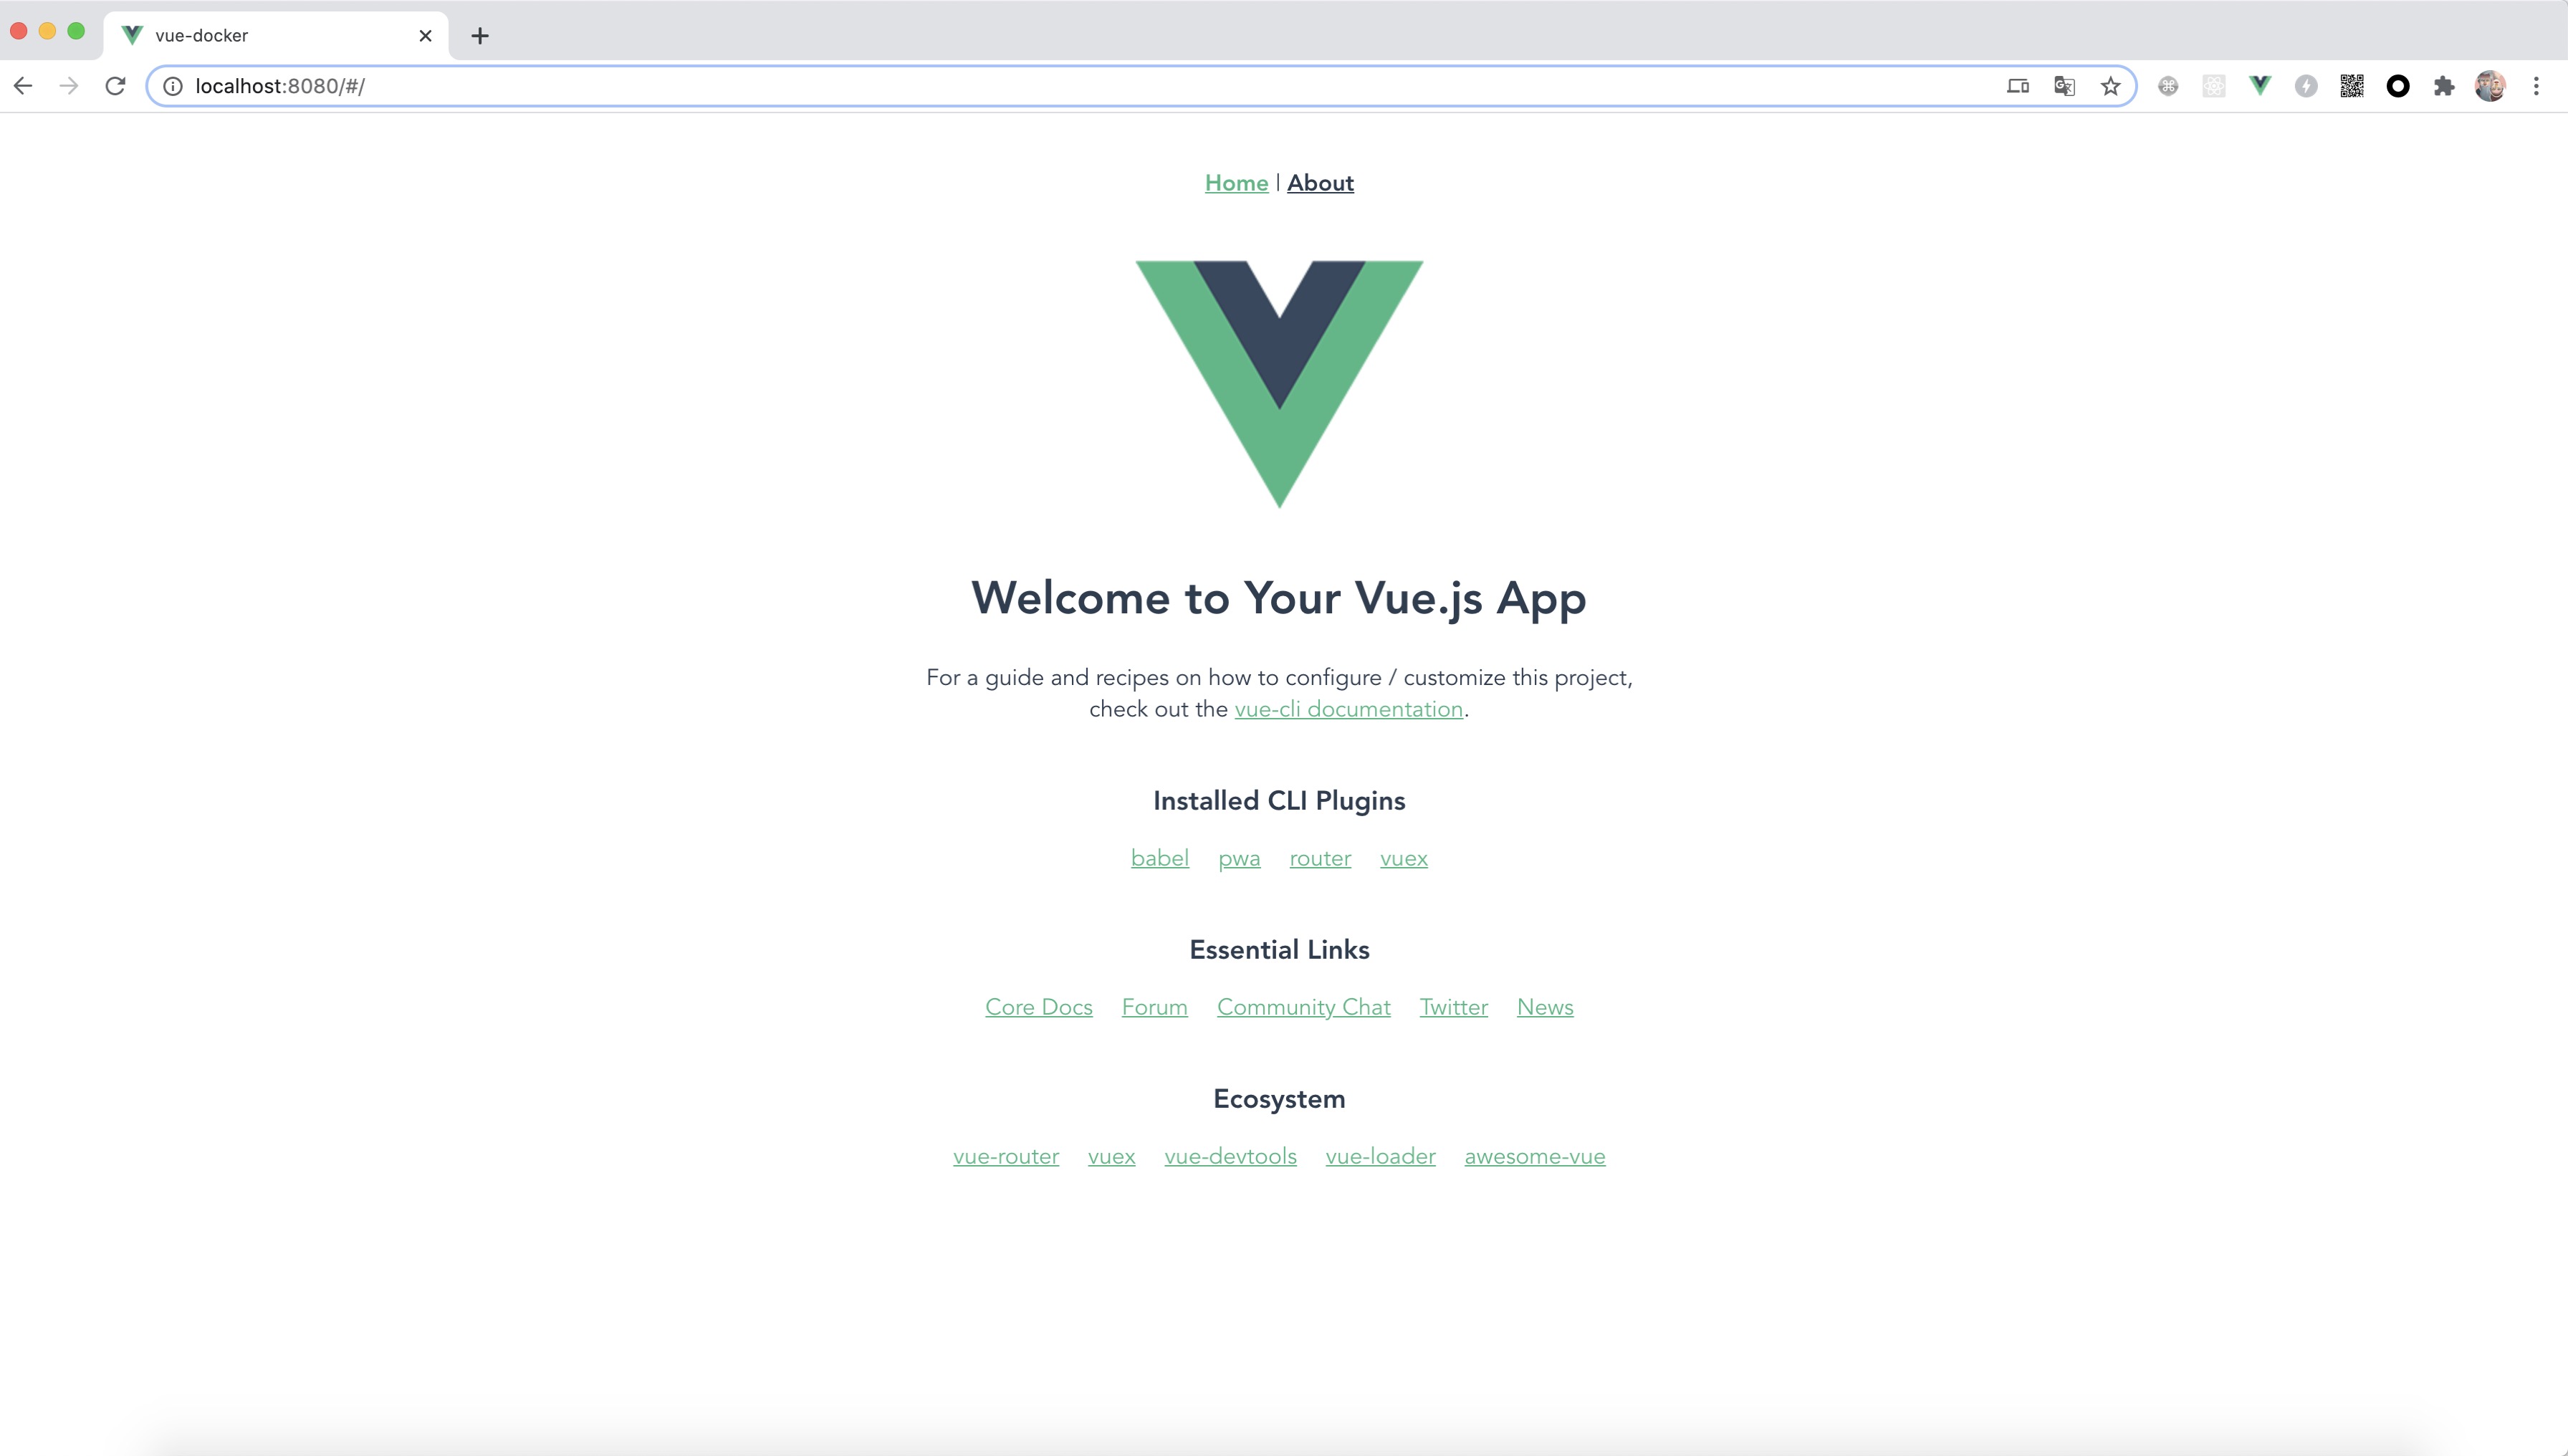 vue-docker
localhost:8080/#/
Home | About
Welcome to Your Vue.js App
For a guide and recipes on how to configure / customize this project,
check out the vue-cli documentation.
Installed CLI Plugins
babel pwa router vuex
Essential Links
Core Docs Forum Community Chat Twitter News
Ecosystem
vue-router vuex vue-devtools vue-loader awesome-vue